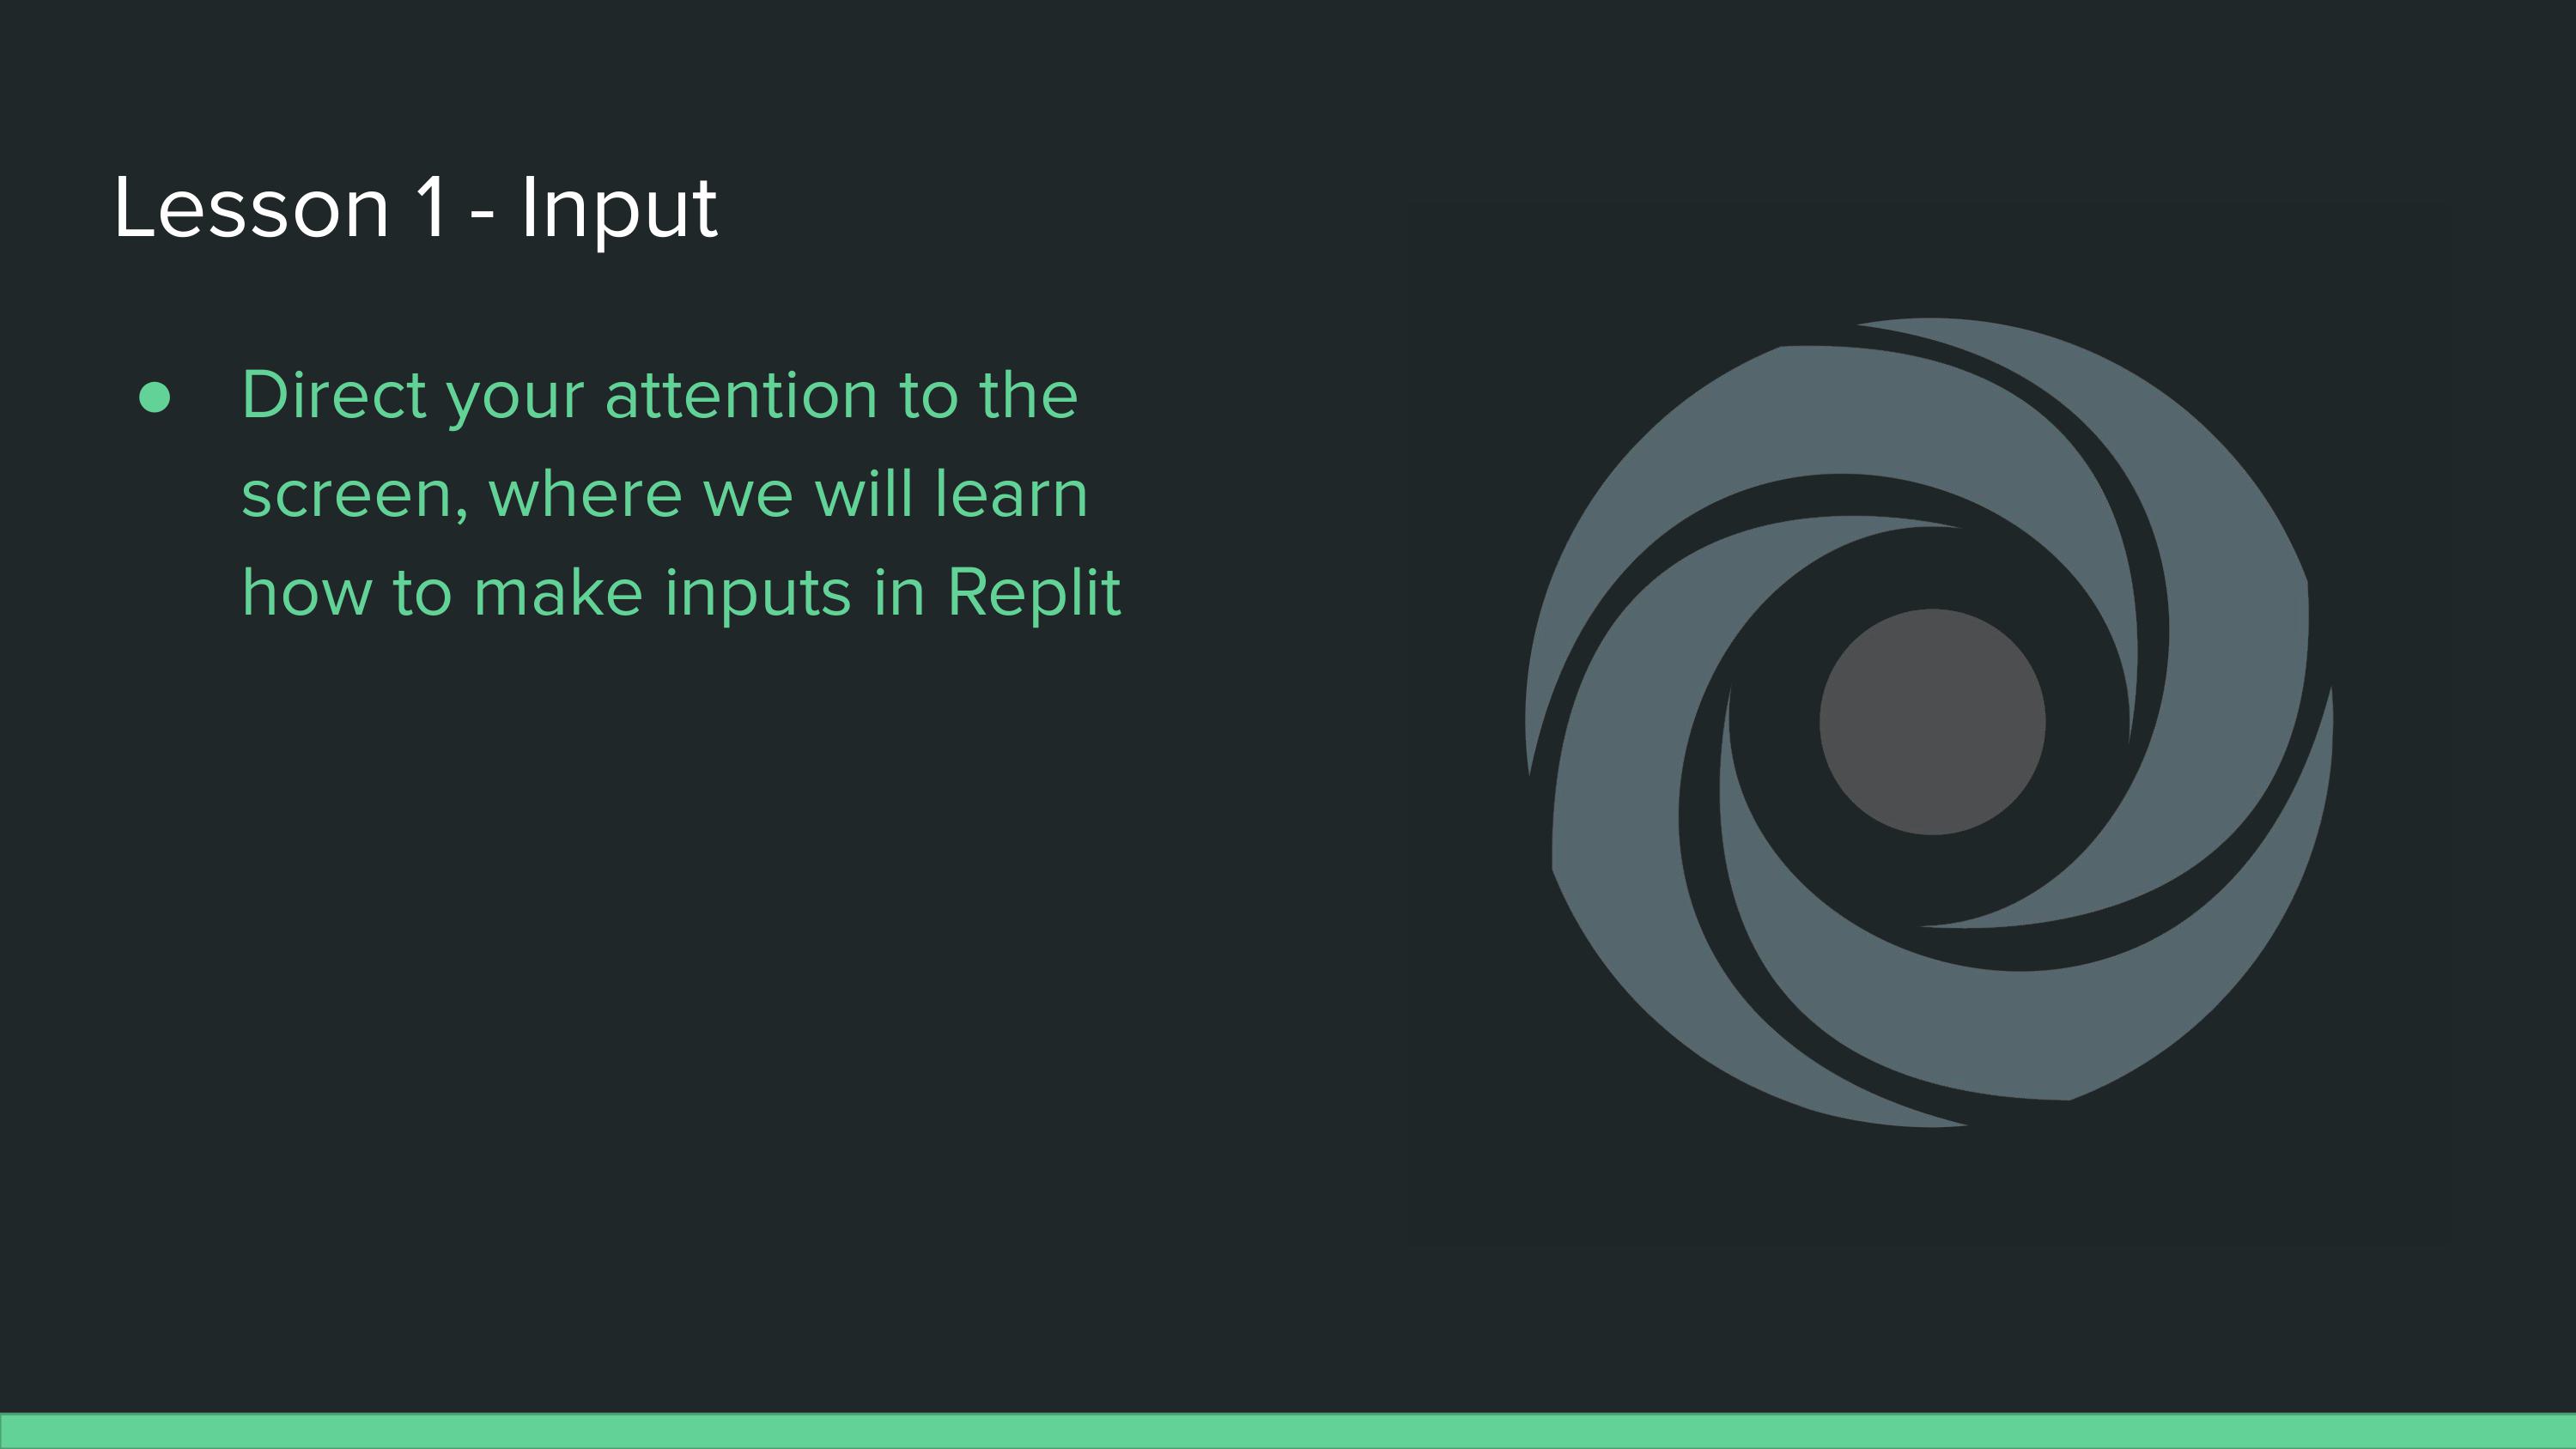 Lesson 1 - Input
● Direct your attention to the
screen, where we will learn
how to make inputs in Replit